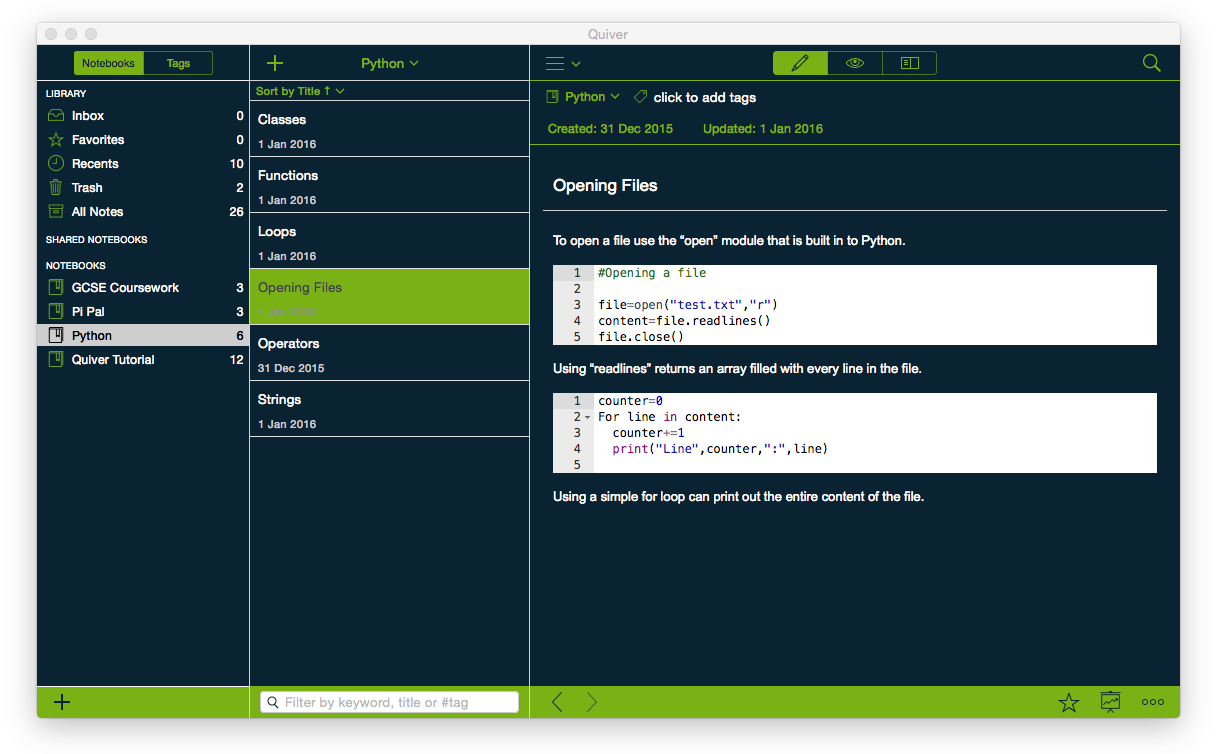 Quiver
Notebooks Tags
LIBRARY
Inbox 0
Favorites 0
Recents 10
Trash 2
All Notes 26
SHARED NOTEBOOKS
NOTEBOOKS
GCSE Coursework 3
Pi Pal 3
Python 6
Quiver Tutorial 12
Python
Sort by Title ↑
Classes
1 Jan 2016
Functions
1 Jan 2016
Loops
1 Jan 2016
Opening Files
1 Jan 2016
Operators
31 Dec 2015
Strings
1 Jan 2016
Filter by keyword, title or #tag
Python click to add tags
Created: 31 Dec 2015 Updated: 1 Jan 2016
Opening Files
To open a file use the “open” module that is built in to Python.
1 #Opening a file
2
3 file=open("test.txt","r")
4 content=file.readlines()
5 file.close()
Using “readlines” returns an array filled with every line in the file.
1 counter=0
2 For line in content:
3 counter+=1
4 print("Line",counter,":",line)
5
Using a simple for loop can print out the entire content of the file.